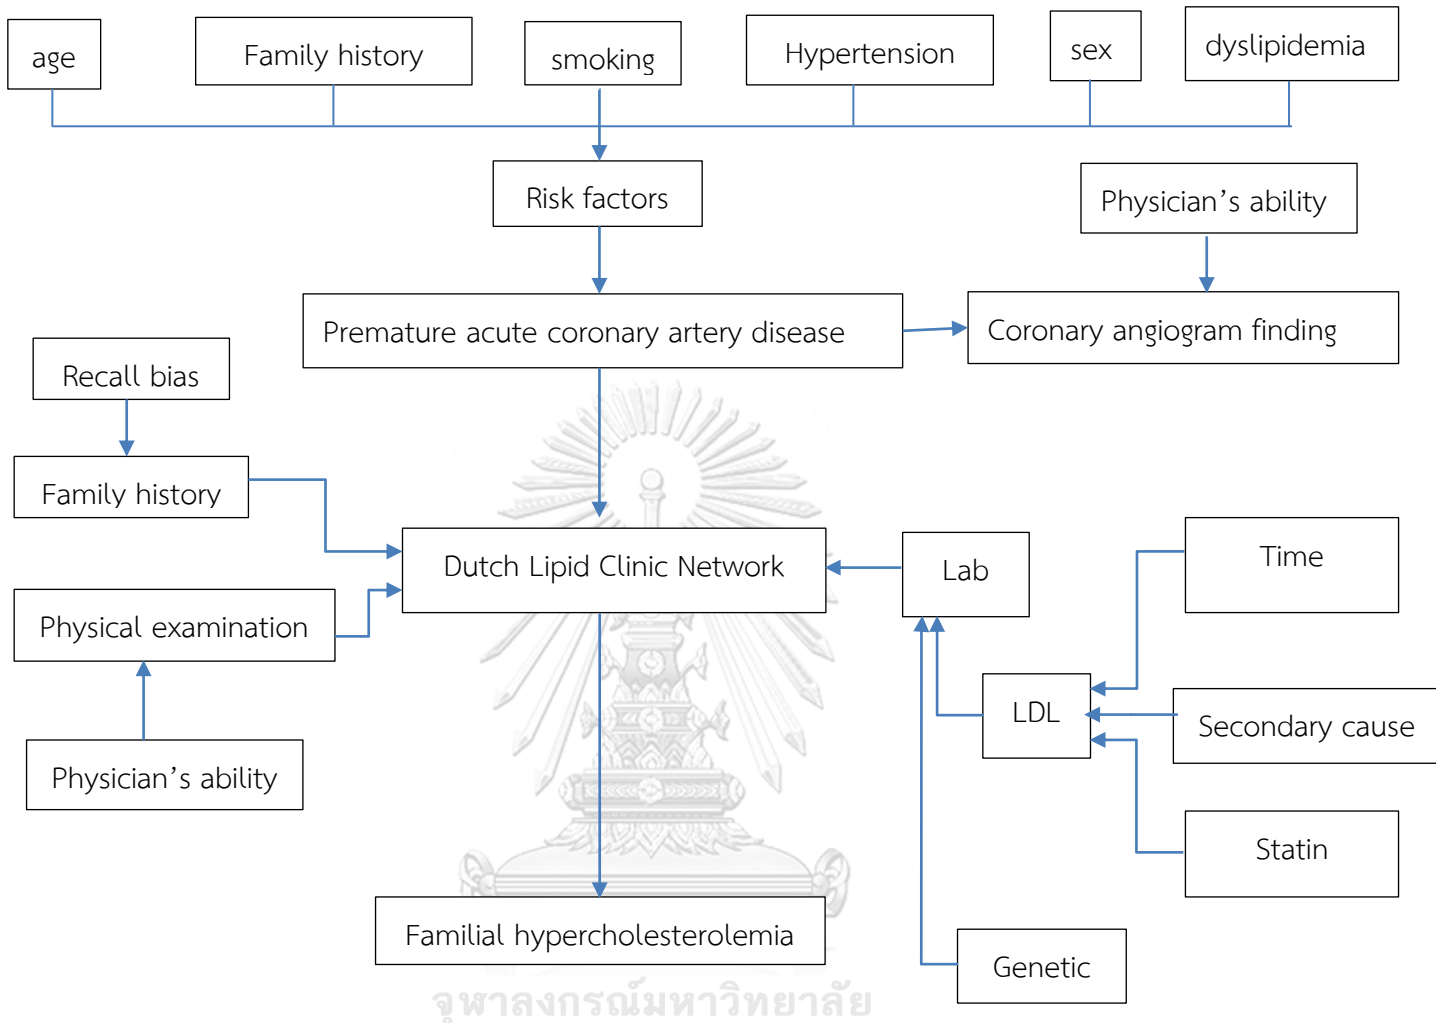 age
Family history
smoking
Hypertension
sex
dyslipidemia
Risk factors
Physician’s ability
Premature acute coronary artery disease
Coronary angiogram finding
Recall bias
Family history
Dutch Lipid Clinic Network
Lab
Time
Physical examination
LDL
Secondary cause
Physician’s ability
Statin
Familial hypercholesterolemia
Genetic
จุฬาลงกรณ์มหาวิทยาลัย